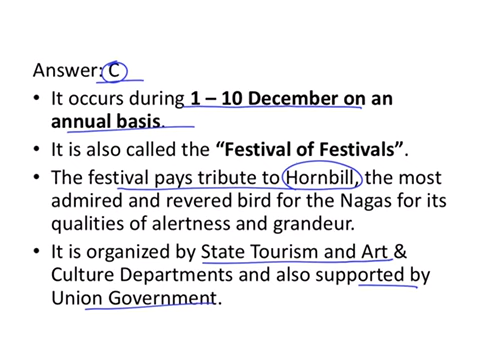 Answer: C
• It occurs during 1 – 10 December on an
annual basis.
• It is also called the “Festival of Festivals”.
• The festival pays tribute to Hornbill, the most
admired and revered bird for the Nagas for its
qualities of alertness and grandeur.
• It is organized by State Tourism and Art &
Culture Departments and also supported by
Union Government.